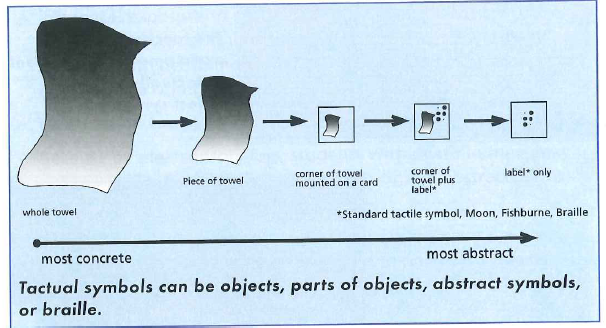 whole towel
Piece of towel
corner of towel
mounted on a card
corner of
towel plus
label*
label* only
*Standard tactile symbol, Moon, Fishburne, Braille
most concrete
most abstract
Tactual symbols can be objects, parts of objects, abstract symbols,
or braille.